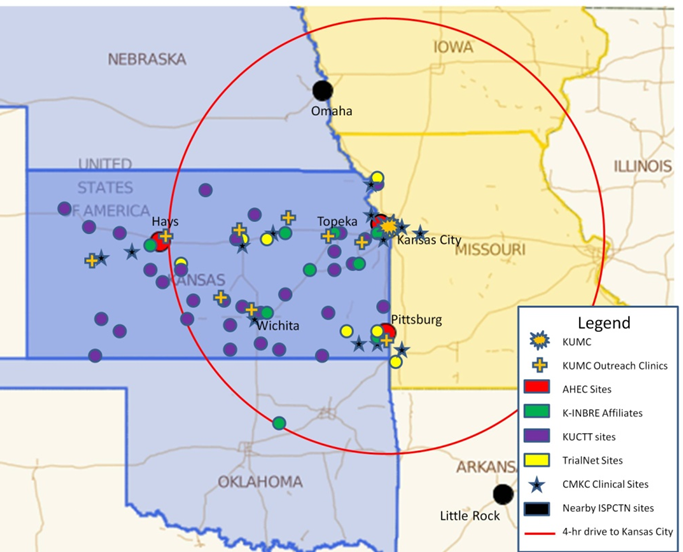 NEBRASKA
IOWA
Omaha
UNITED
STATES
F AMERICA
ILLINOIS
Hays
Topeka
Kansas City
MISSOURI
KANSAS
Wichita
Pittsburg
OKLAHOMA
ARKANS
Little Rock
Legend
KUMC
KUMC Outreach Clinics
AHEC Sites
K-INBRE Affiliates
KUCTT sites
TrialNet Sites
CMKC Clinical Sites
Nearby ISPCTN sites
4-hr drive to Kansas City